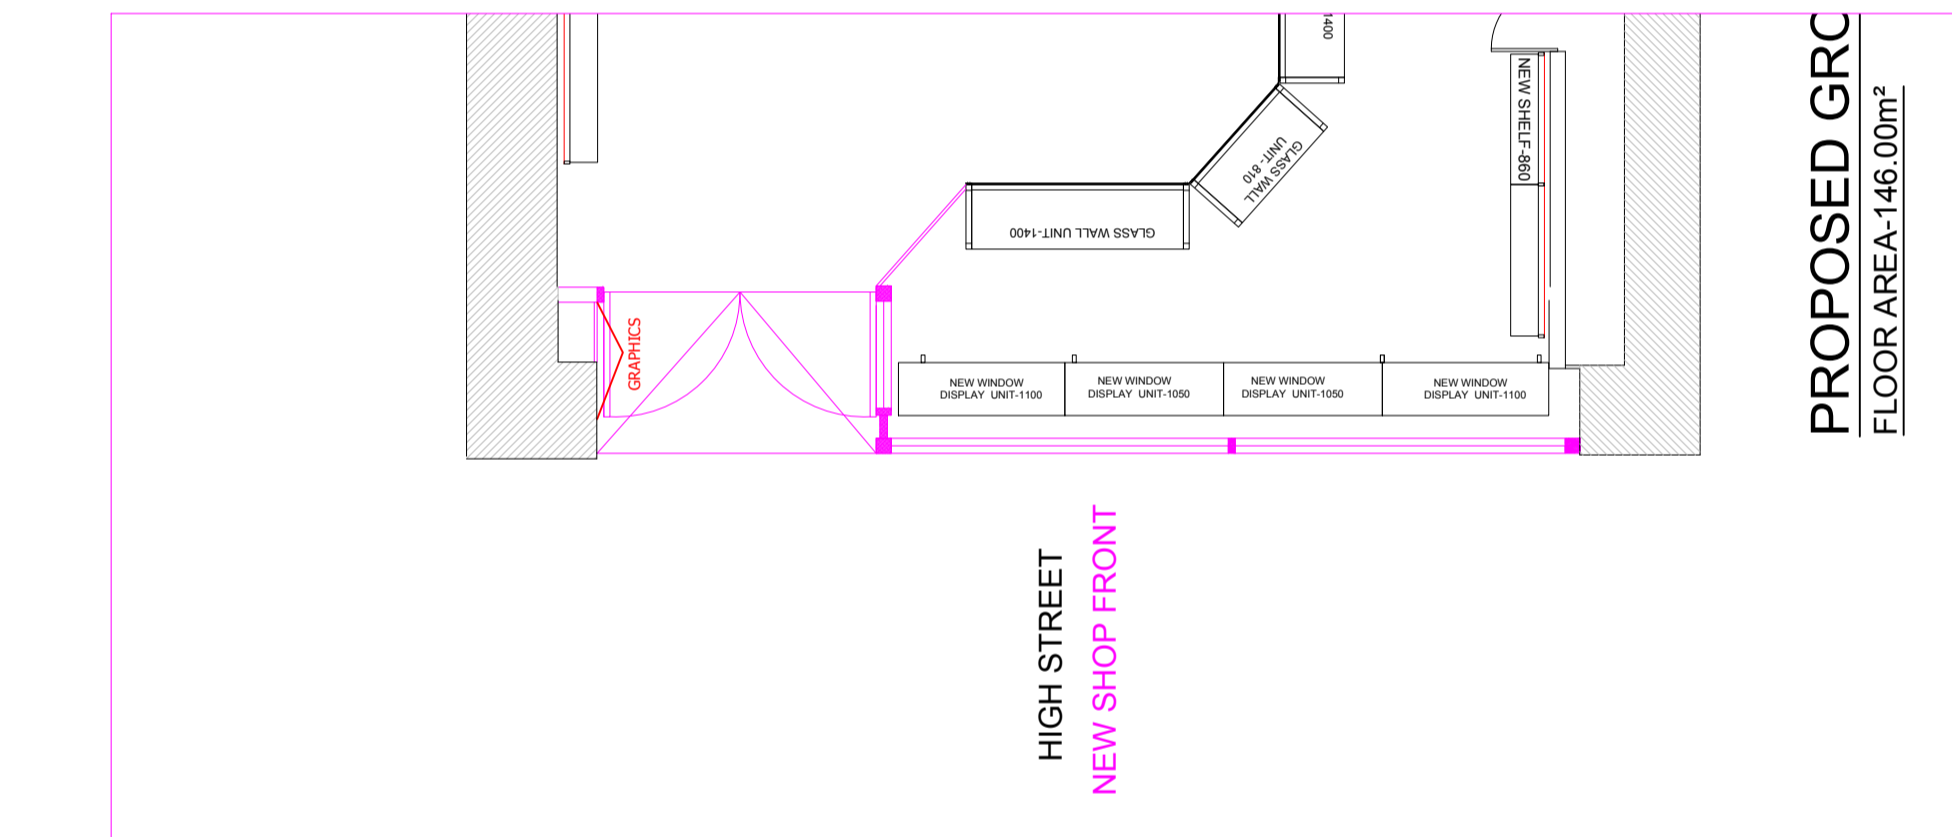 1400
NEW SHELF-860
GLASS WALL
UNIT- 810
GLASS WALL UNIT-1400
GRAPHICS
NEW WINDOW
DISPLAY UNIT-1100
NEW WINDOW
DISPLAY UNIT-1050
NEW WINDOW
DISPLAY UNIT-1050
NEW WINDOW
DISPLAY UNIT-1100
HIGH STREET
NEW SHOP FRONT
PROPOSED GRO
FLOOR AREA-146.00m²